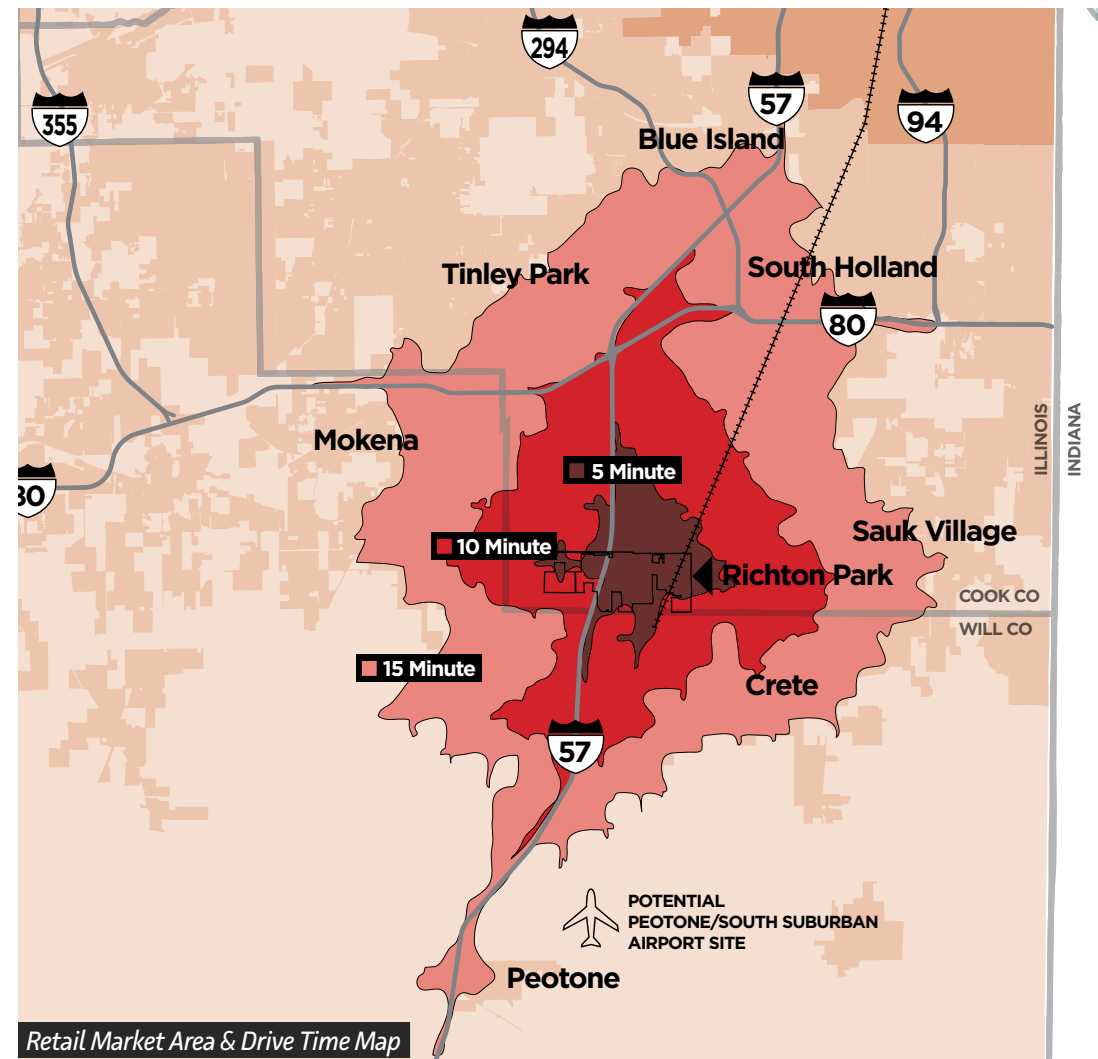 294
57
355
94
Blue Island
Tinley Park
South Holland
80
ILLINOIS
INDIANA
Mokena
5 Minute
80
Sauk Village
10 Minute
Richton Park
COOK CO
WILL CO
15 Minute
Crete
57
POTENTIAL
PEOTONE/SOUTH SUBURBAN
AIRPORT SITE
Peotone
Retail Market Area & Drive Time Map